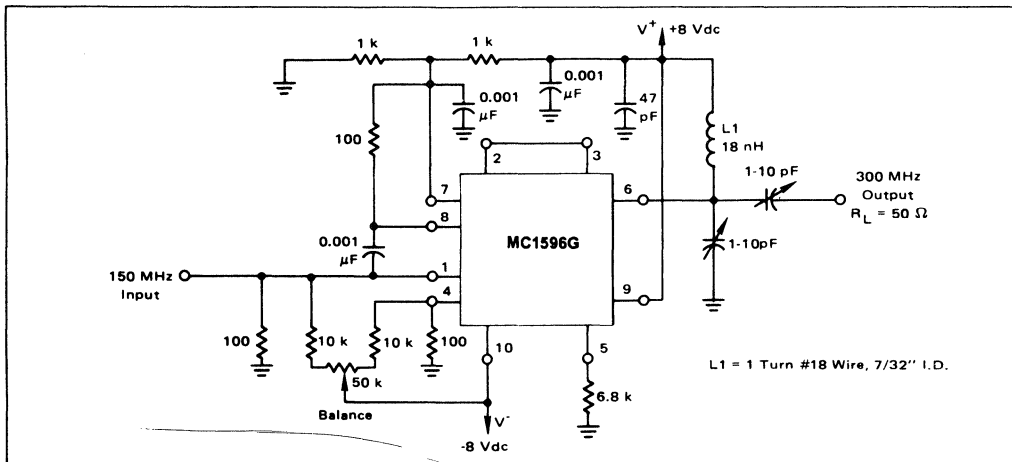 1 k
1 k
V+
+8 Vdc
0.001
µF
0.001
µF
47
pF
100
L1
18 nH
2
3
1-10 pF
7
6
300 MHz
Output
RL = 50 Ω
8
MC1596G
0.001
µF
1-10pF
150 MHz
Input
1
4
9
100
10 k
10 k
100
10
5
50 k
L1 = 1 Turn #18 Wire, 7/32" I.D.
Balance
6.8 k
V-
-8 Vdc